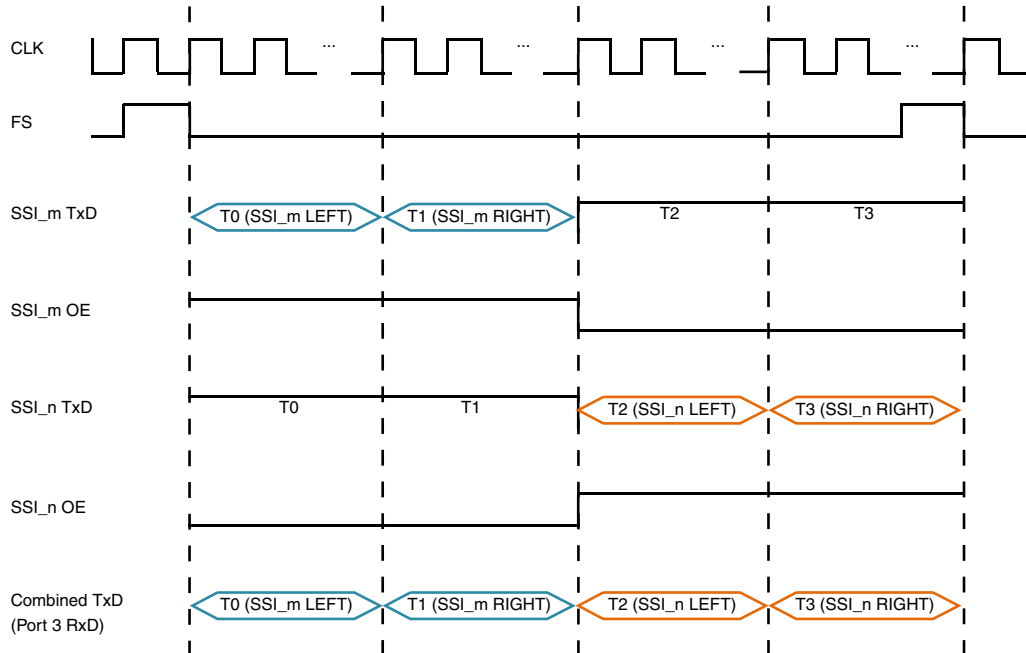 CLK ... ... ... ...
FS
SSI_m TxD T0 (SSI_m LEFT) T1 (SSI_m RIGHT) T2 T3
SSI_m OE
SSI_n TxD T0 T1 T2 (SSI_n LEFT) T3 (SSI_n RIGHT)
SSI_n OE
Combined TxD T0 (SSI_m LEFT) T1 (SSI_m RIGHT) T2 (SSI_n LEFT) T3 (SSI_n RIGHT)
(Port 3 RxD)